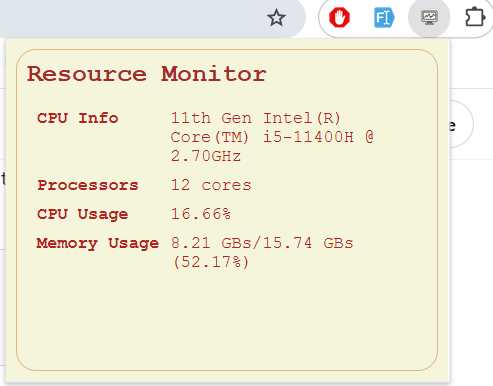 FI
Resource Monitor
CPU Info 11th Gen Intel(R)
Core(TM) i5-11400H @
2.70GHz
Processors 12 cores
CPU Usage 16.66%
Memory Usage 8.21 GBs/15.74 GBs
(52.17%)
e
t